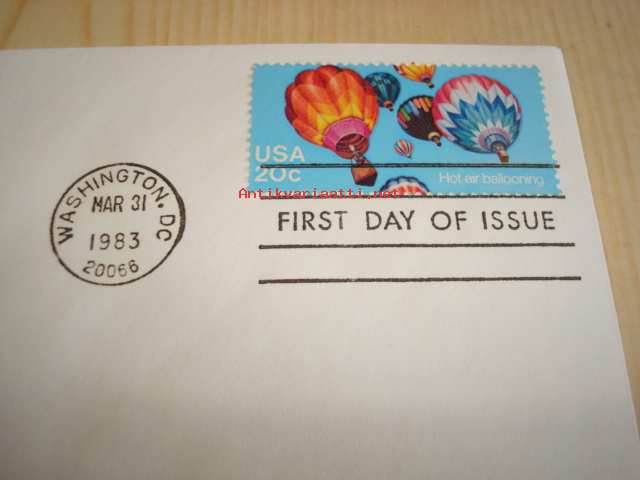 USA
20c
Hot air ballooning
Antikvariaatti.net
WASHINGTON, DC
MAR 31
1983
20066
FIRST DAY OF ISSUE